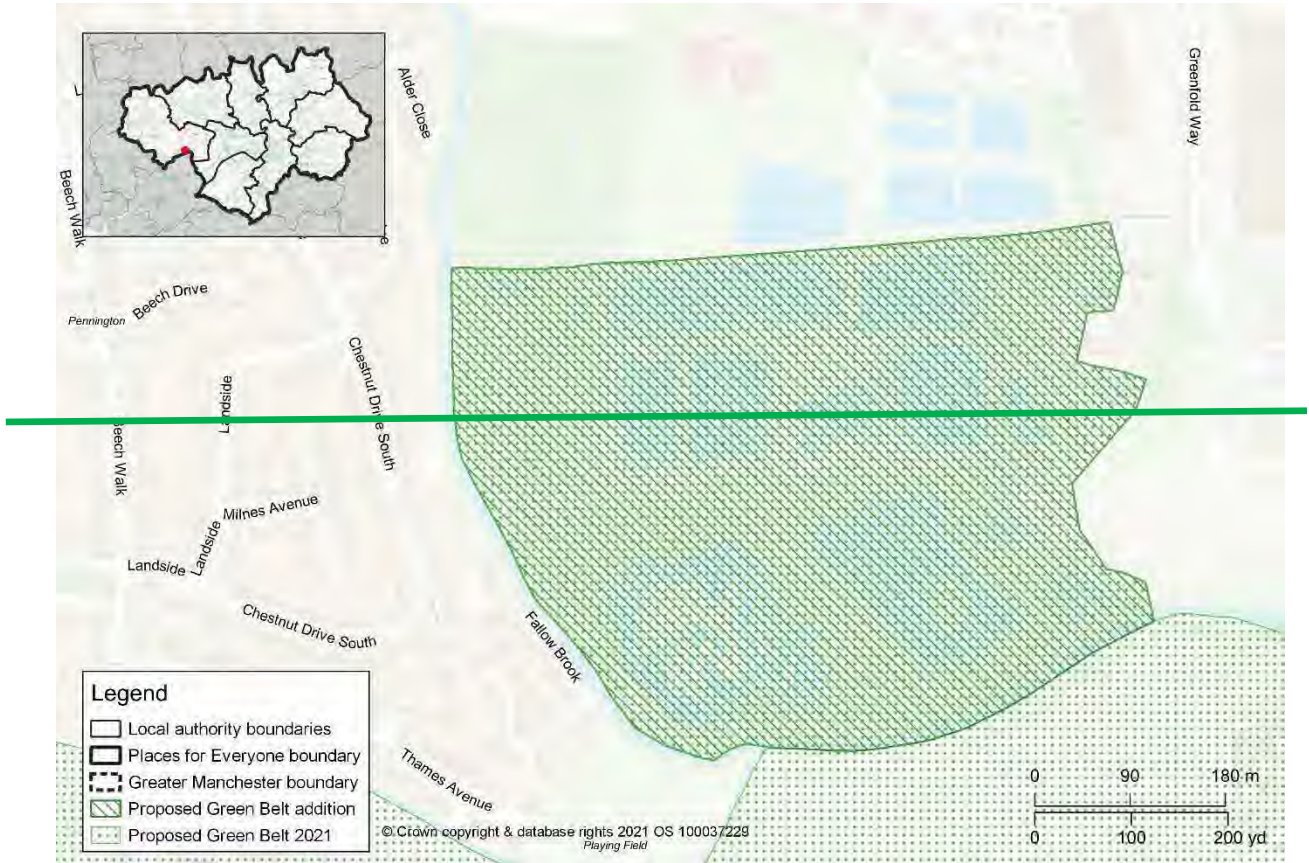 Alder Close
Greenfold Way
Beech Walk
Beech Drive
Pennington
Chestnut Drive South
Landside
Beech Walk
Milnes Avenue
Landside
Landside
Chestnut Drive South
Fallow Brook
Thames Avenue
Legend
Local authority boundaries
Places for Everyone boundary
Greater Manchester boundary
Proposed Green Belt addition
Proposed Green Belt 2021
© Crown copyright & database rights 2021 OS 100037229
Playing Field
0 90 180 m
0 100 200 yd